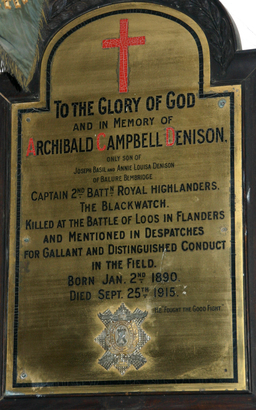 To the Glory of God
and in memory of
Archibald Campbell Denison.
only son of
Joseph Basil and Annie Louisa Denison
of Balure Bembridge
Captain 2nd Battn Royal Highlanders,
The Blackwatch.
Killed at the Battle of Loos in Flanders
and Mentioned in Despatches
for Gallant and Distinguished Conduct
in the Field.
Born Jan. 2nd 1890.
Died Sept. 25th 1915.
"He Fought the Good Fight."